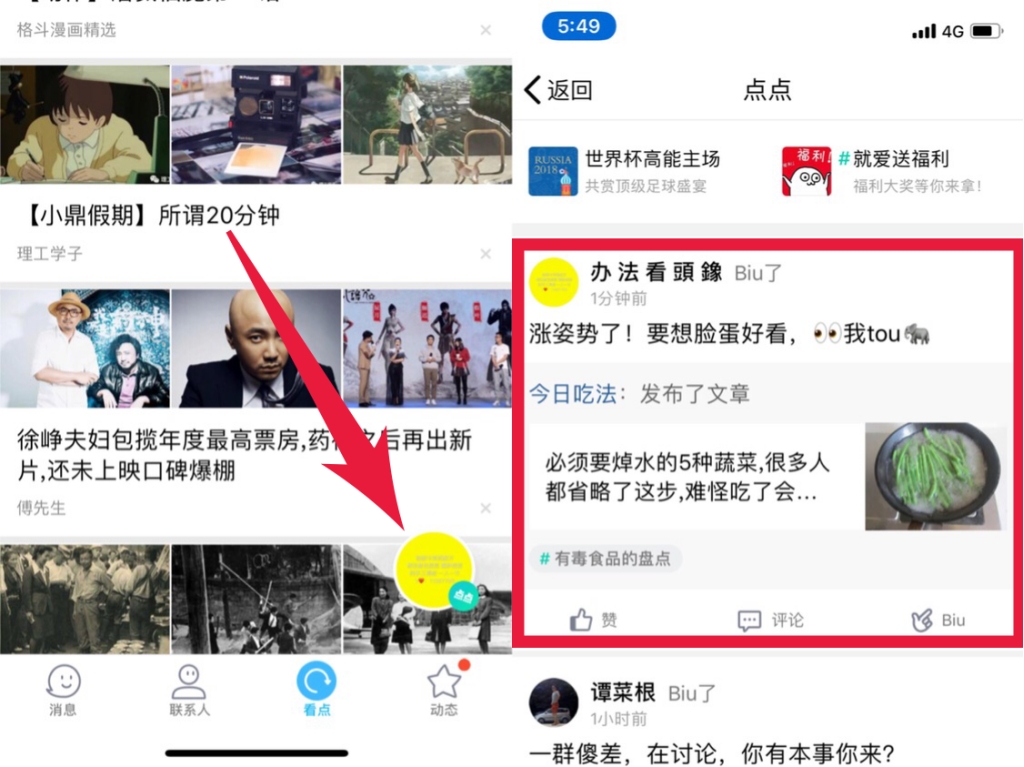 格斗漫画精选
【小鼎假期】所谓20分钟
理工学子
徐峥夫妇包揽年度最高票房,药
之后再出新
片,还未上映口碑爆棚
傅先生
点点
消息
联系人
看点
动态
5:49
4G
返回
点点
RUSSIA
2018
世界杯高能主场
共赏顶级足球盛宴
福利!
#就爱送福利
福利大奖等你来拿!
办法看頭鎿 Biu了
1分钟前
涨姿势了！要想脸蛋好看，👀我tou🐘
今日吃法：发布了文章
必须要焯水的5种蔬菜,很多人
都省略了这步,难怪吃了会...
# 有毒食品的盘点
赞
评论
Biu
谭菜根 Biu了
1小时前
一群傻差，在讨论，你有本事你来?